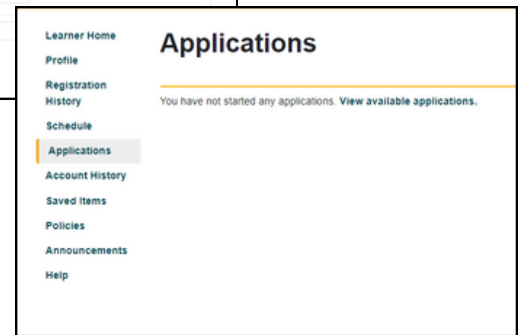 Learner Home
Profile
Registration
History
Schedule
Applications
Account History
Saved Items
Policies
Announcements
Help
Applications
You have not started any applications. View available applications.